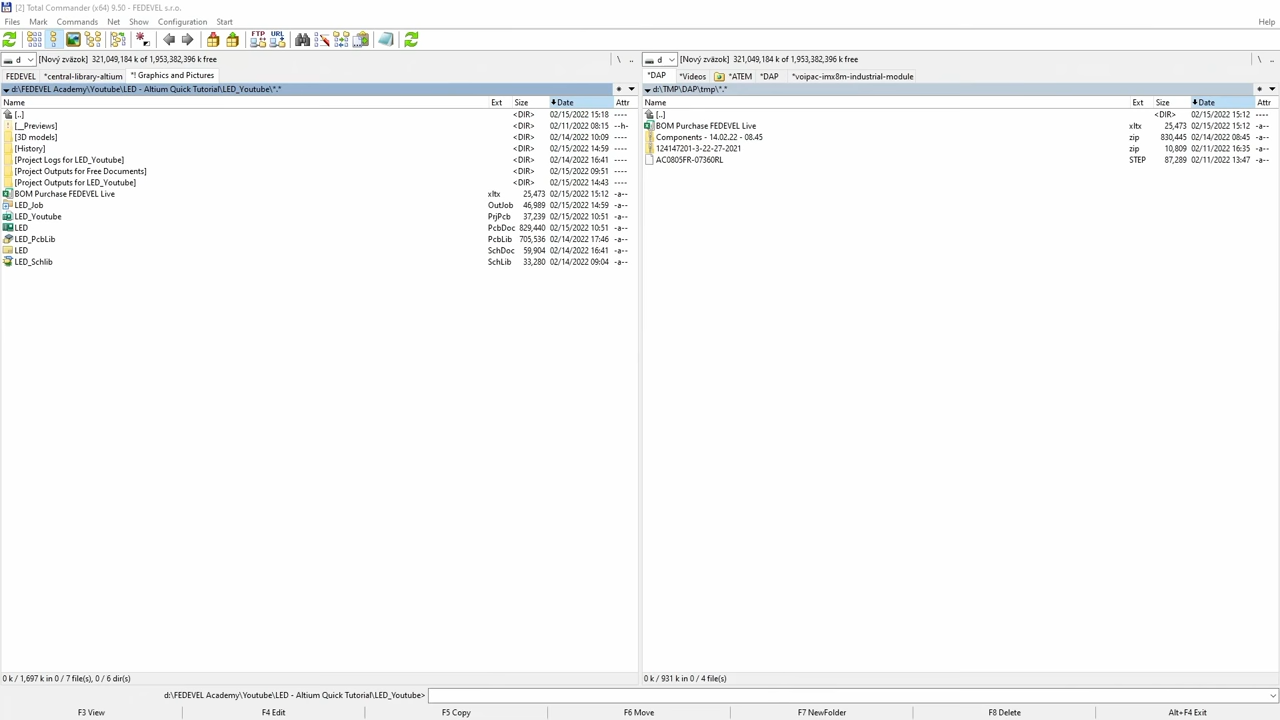 [2] Total Commander (x64) 9.50 - FEDEVEL s.r.o.
Files Mark Commands Net Show Configuration Start Help
FTP URL
d [Nový zväzok] 321,049,184 k of 1,953,382,396 k free \ ..
FEDEVEL *central-library-altium *! Graphics and Pictures
d:\FEDEVEL Academy\Youtube\LED - Altium Quick Tutorial\LED_Youtube\*.*
Name Ext Size Date Attr
[..] <DIR> 02/15/2022 15:18 ----
[__Previews] <DIR> 02/11/2022 08:15 --h-
[3D models] <DIR> 02/14/2022 10:09 ----
[History] <DIR> 02/15/2022 14:59 ----
[Project Logs for LED_Youtube] <DIR> 02/14/2022 16:41 ----
[Project Outputs for Free Documents] <DIR> 02/15/2022 09:51 ----
[Project Outputs for LED_Youtube] <DIR> 02/15/2022 14:43 ----
BOM Purchase FEDEVEL Live xltx 25,473 02/15/2022 15:12 -a--
LED_Job OutJob 46,989 02/15/2022 14:59 -a--
LED_Youtube PrjPcb 37,239 02/15/2022 10:51 -a--
LED PcbDoc 829,440 02/15/2022 10:51 -a--
LED_PcbLib PcbLib 705,536 02/14/2022 17:46 -a--
LED SchDoc 59,904 02/14/2022 16:41 -a--
LED_Schlib SchLib 33,280 02/14/2022 09:04 -a--
0 k / 1,697 k in 0 / 7 file(s), 0 / 6 dir(s)
d [Nový zväzok] 321,049,184 k of 1,953,382,396 k free \ ..
*DAP *Videos *ATEM *DAP *voipac-imx8m-industrial-module
d:\TMP\DAP\tmp\*.*
Name Ext Size Date Attr
[..] <DIR> 02/15/2022 15:12 ----
BOM Purchase FEDEVEL Live xltx 25,473 02/15/2022 15:12 -a--
Components - 14.02.22 - 08.45 zip 830,445 02/14/2022 08:45 -a--
124147201-3-22-27-2021 zip 10,809 02/11/2022 16:35 -a--
AC0805FR-07360RL STEP 87,289 02/11/2022 13:47 -a--
0 k / 931 k in 0 / 4 file(s)
d:\FEDEVEL Academy\Youtube\LED - Altium Quick Tutorial\LED_Youtube>
F3 View F4 Edit F5 Copy F6 Move F7 NewFolder F8 Delete Alt+F4 Exit